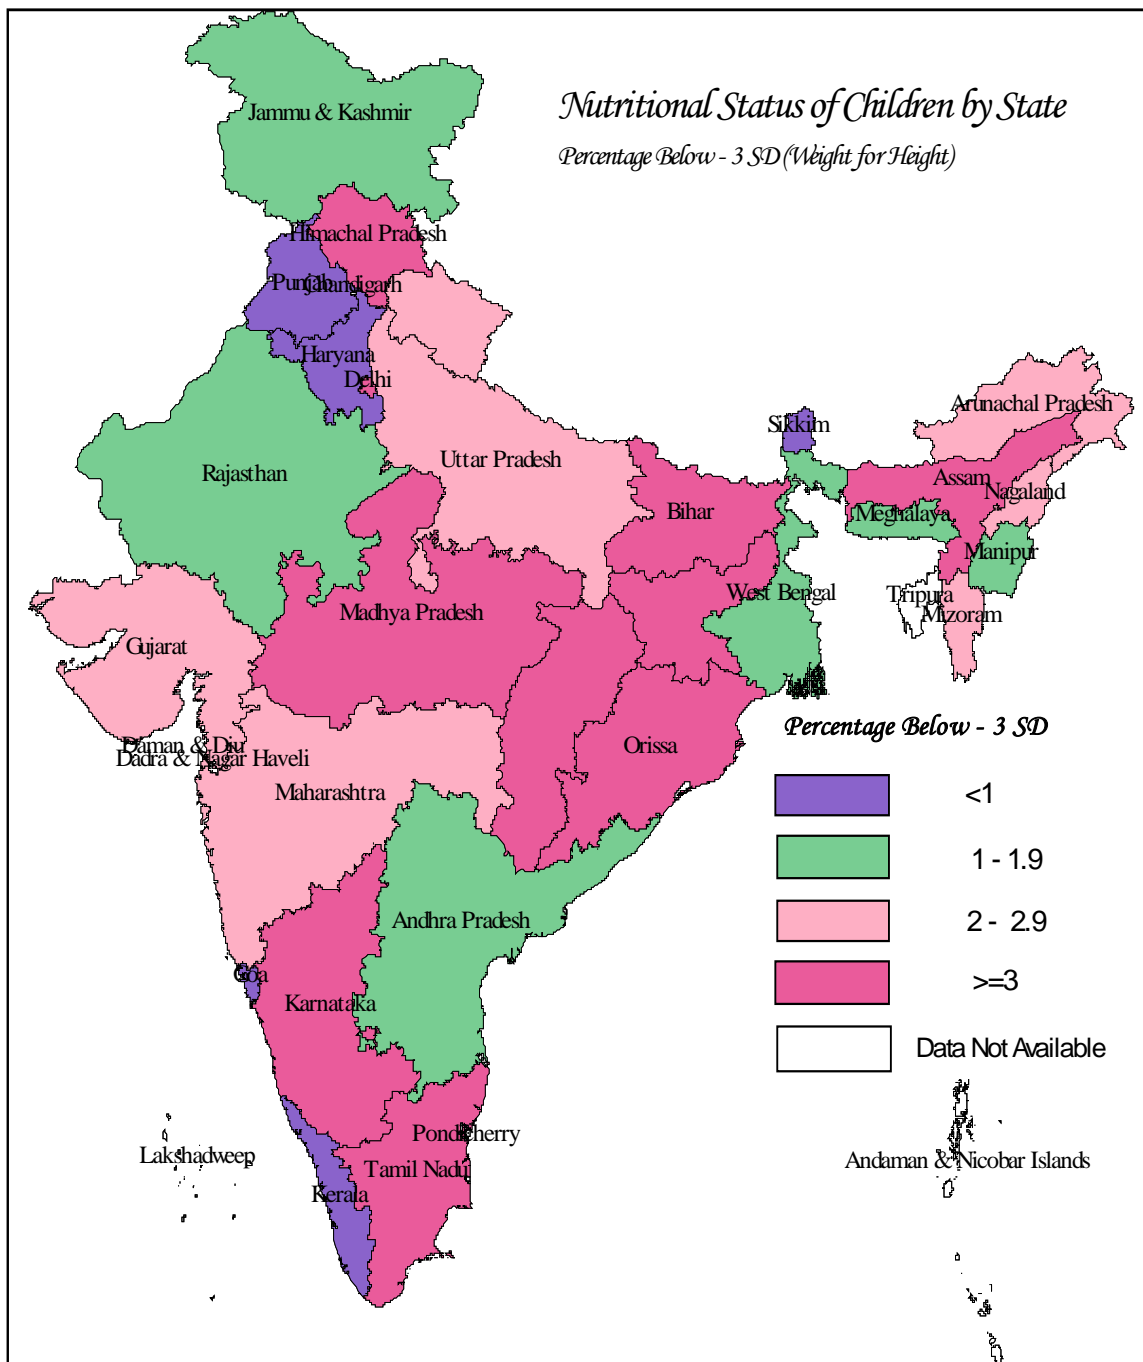 Nutritional Status of Children by State
Percentage Below - 3 SD (Weight for Height)
Jammu & Kashmir
Himachal Pradesh
Punjab
Chandigarh
Haryana
Delhi
Arunachal Pradesh
Sikkim
Uttar Pradesh
Rajasthan
Assam
Nagaland
Bihar
Meghalaya
Manipur
West Bengal
Tripura
Madhya Pradesh
Mizoram
Gujarat
Percentage Below - 3 SD
Daman & Diu
Orissa
Dadra & Nagar Haveli
Maharashtra
<1
1 - 1.9
Andhra Pradesh
2 - 2.9
Goa
>=3
Karnataka
Data Not Available
Pondicherry
Lakshadweep
Andaman & Nicobar Islands
Tamil Nadu
Kerala